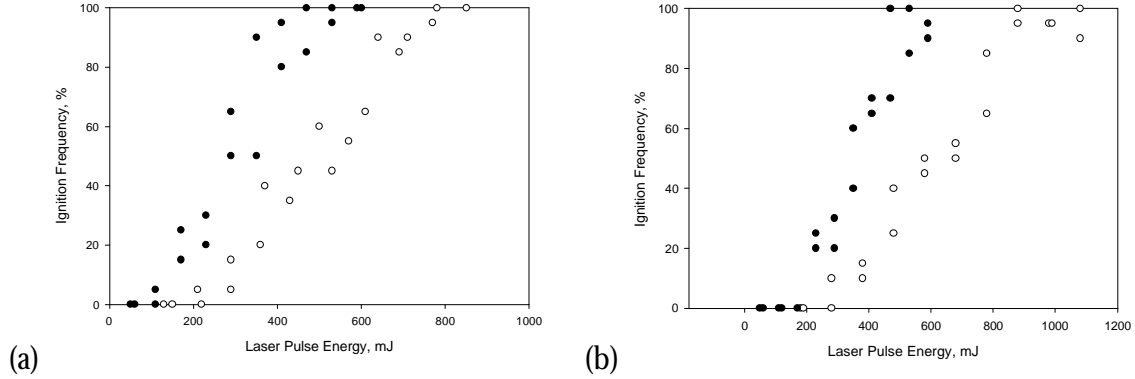 100
80
60
40
20
0
Ignition Frequency, %
0 200 400 600 800 1000
Laser Pulse Energy, mJ
(a)
100
80
60
40
20
0
Ignition Frequency, %
0 200 400 600 800 1000 1200
Laser Pulse Energy, mJ
(b)